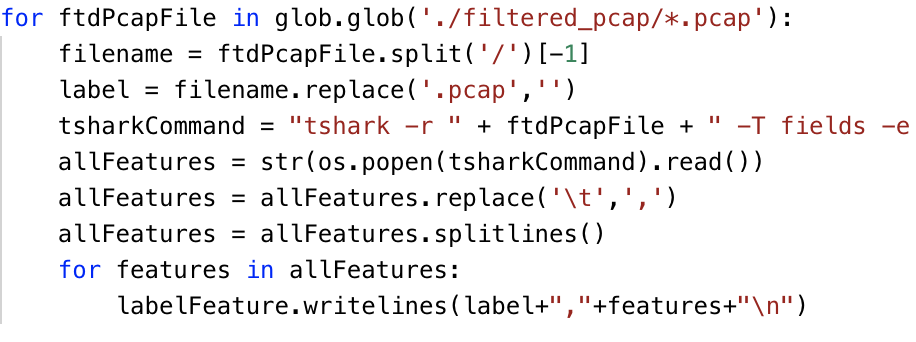 for ftdPcapFile in glob.glob('./filtered_pcap/*.pcap'):
    filename = ftdPcapFile.split('/')[-1]
    label = filename.replace('.pcap','')
    tsharkCommand = "tshark -r " + ftdPcapFile + " -T fields -e
    allFeatures = str(os.popen(tsharkCommand).read())
    allFeatures = allFeatures.replace('\t',',')
    allFeatures = allFeatures.splitlines()
    for features in allFeatures:
        labelFeature.writelines(label+","+features+"\n")